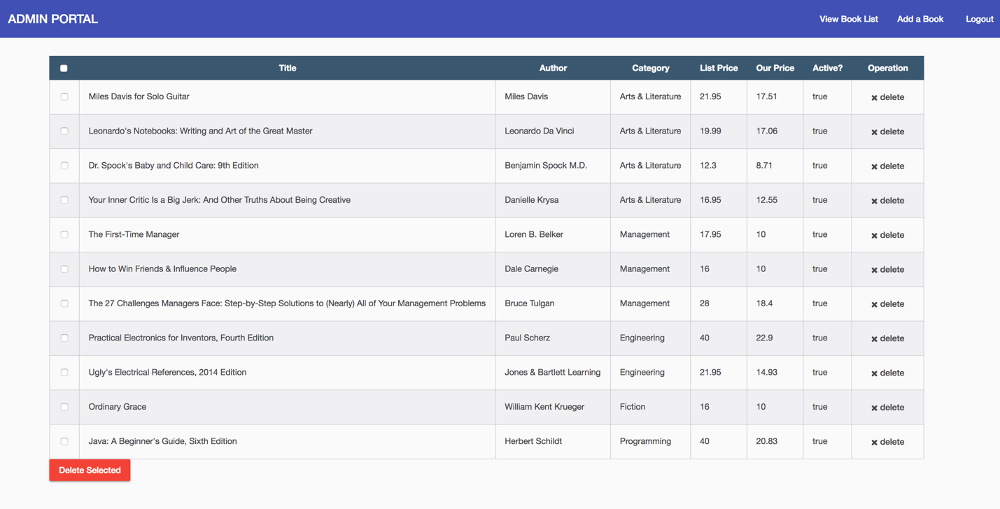 ADMIN PORTAL View Book List Add a Book Logout
Title Author Category List Price Our Price Active? Operation
Miles Davis for Solo Guitar Miles Davis Arts & Literature 21.95 17.51 true ✖ delete
Leonardo's Notebooks: Writing and Art of the Great Master Leonardo Da Vinci Arts & Literature 19.99 17.06 true ✖ delete
Dr. Spock's Baby and Child Care: 9th Edition Benjamin Spock M.D. Arts & Literature 12.3 8.71 true ✖ delete
Your Inner Critic Is a Big Jerk: And Other Truths About Being Creative Danielle Krysa Arts & Literature 16.95 12.55 true ✖ delete
The First-Time Manager Loren B. Belker Management 17.95 10 true ✖ delete
How to Win Friends & Influence People Dale Carnegie Management 16 10 true ✖ delete
The 27 Challenges Managers Face: Step-by-Step Solutions to (Nearly) All of Your Management Problems Bruce Tulgan Management 28 18.4 true ✖ delete
Practical Electronics for Inventors, Fourth Edition Paul Scherz Engineering 40 22.9 true ✖ delete
Ugly's Electrical References, 2014 Edition Jones & Bartlett Learning Engineering 21.95 14.93 true ✖ delete
Ordinary Grace William Kent Krueger Fiction 16 10 true ✖ delete
Java: A Beginner's Guide, Sixth Edition Herbert Schildt Programming 40 20.83 true ✖ delete
Delete Selected